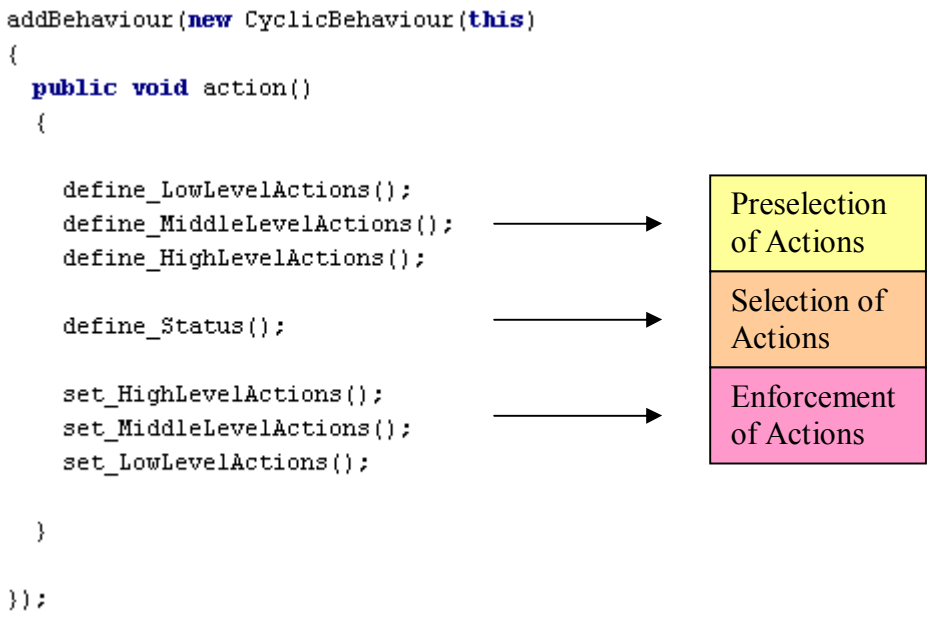 addBehaviour(new CyclicBehaviour(this)
{
public void action()
{
define_LowLevelActions();
define_MiddleLevelActions();
define_HighLevelActions();
define_Status();
set_HighLevelActions();
set_MiddleLevelActions();
set_LowLevelActions();
}
});
Preselection
of Actions
Selection of
Actions
Enforcement
of Actions